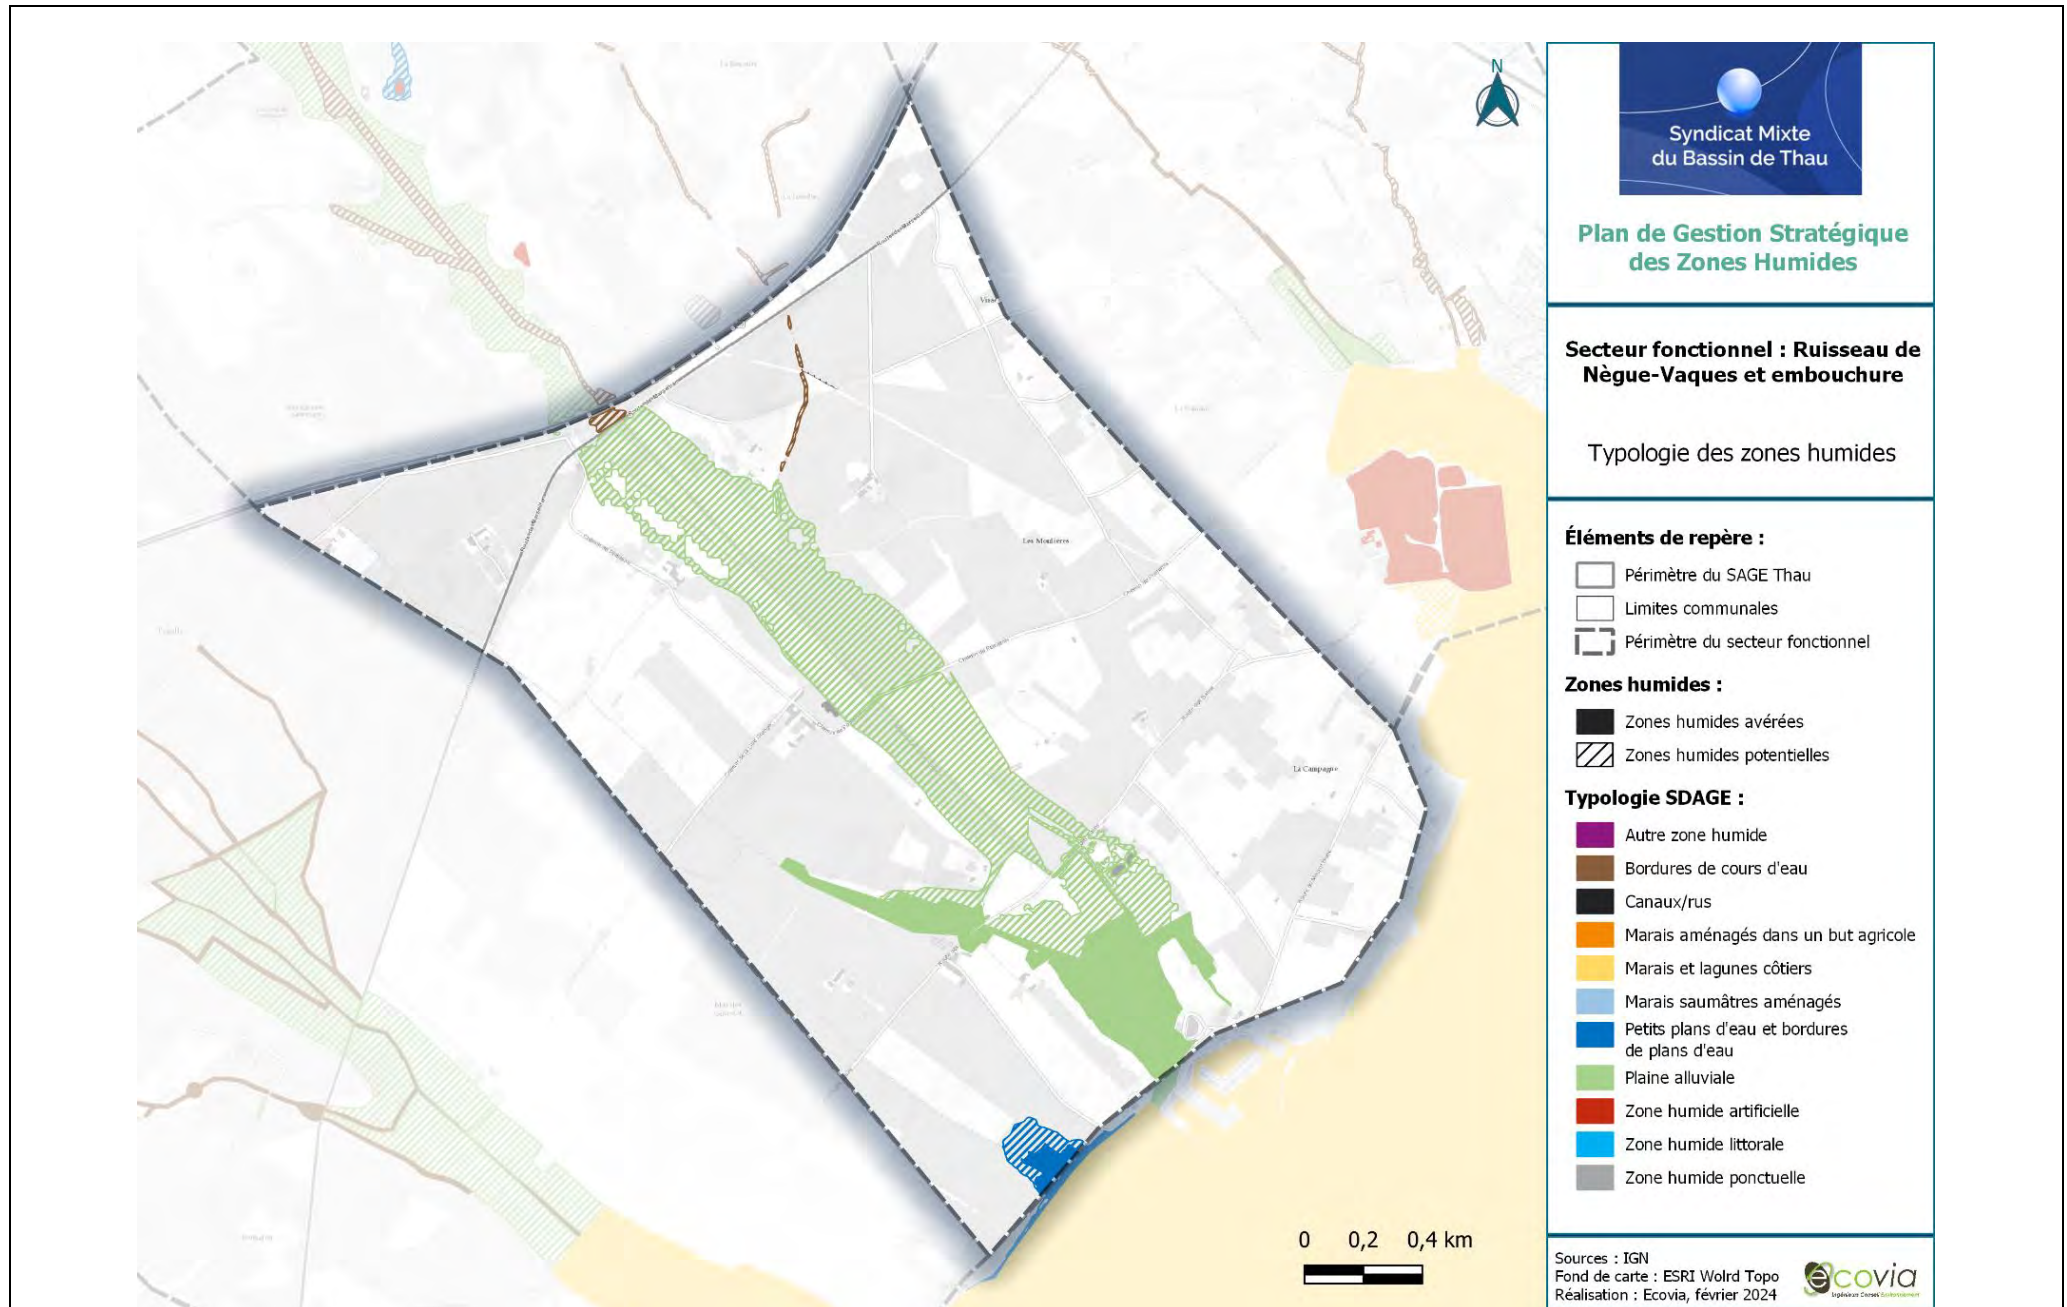 N
Les Moulières
La Campagne
0 0,2 0,4 km
Syndicat Mixte
du Bassin de Thau
Plan de Gestion Stratégique
des Zones Humides
Secteur fonctionnel : Ruisseau de
Nègue-Vaques et embouchure
Typologie des zones humides
Éléments de repère :
Périmètre du SAGE Thau
Limites communales
Périmètre du secteur fonctionnel
Zones humides :
Zones humides avérées
Zones humides potentielles
Typologie SDAGE :
Autre zone humide
Bordures de cours d'eau
Canaux/rus
Marais aménagés dans un but agricole
Marais et lagunes côtiers
Marais saumâtres aménagés
Petits plans d'eau et bordures
de plans d'eau
Plaine alluviale
Zone humide artificielle
Zone humide littorale
Zone humide ponctuelle
Sources : IGN
Fond de carte : ESRI Wolrd Topo
Réalisation : Ecovia, février 2024
ecovia